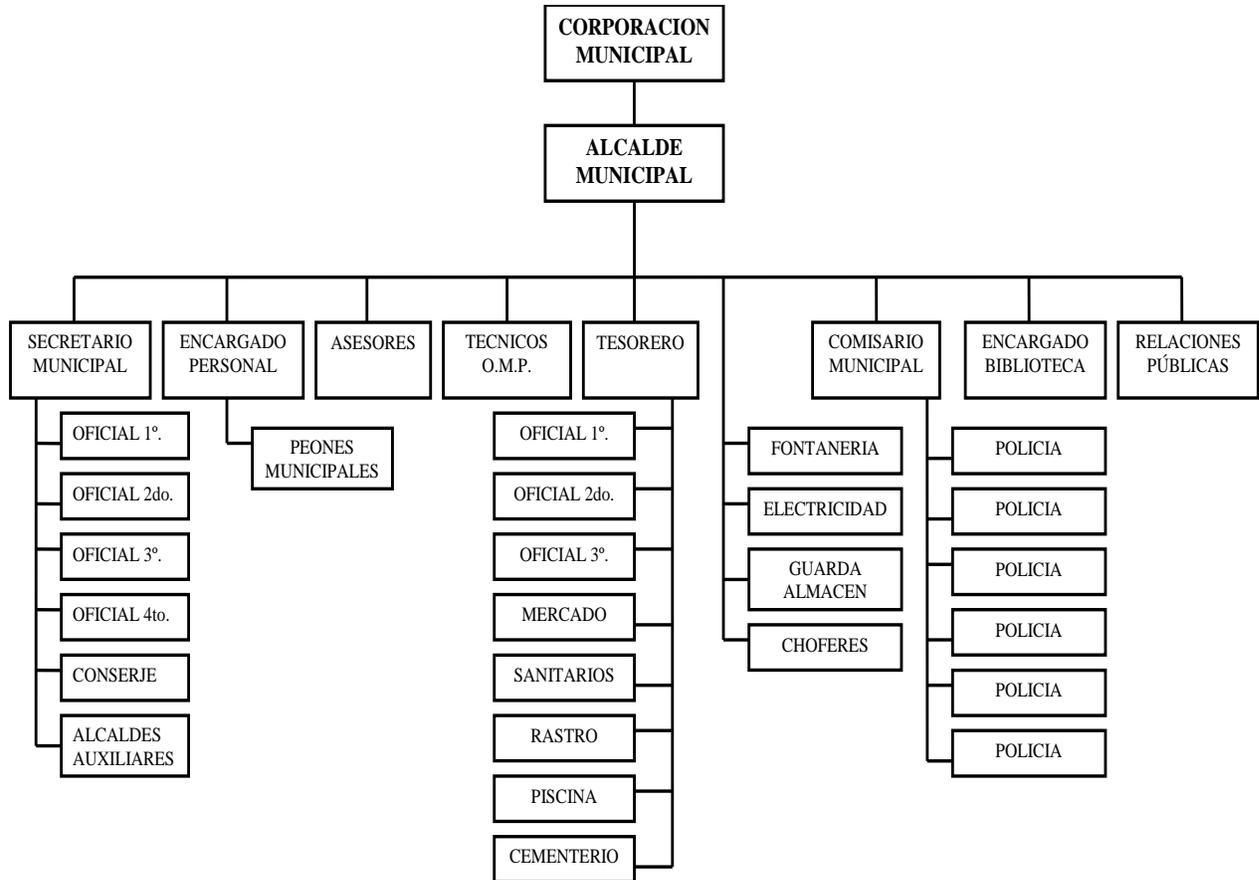 CORPORACION
MUNICIPAL
ALCALDE
MUNICIPAL
SECRETARIO
MUNICIPAL
ENCARGADO
PERSONAL
ASESORES
TECNICOS
O.M.P.
TESORERO
COMISARIO
MUNICIPAL
ENCARGADO
BIBLIOTECA
RELACIONES
PÚBLICAS
OFICIAL 1º.
OFICIAL 2do.
OFICIAL 3º.
OFICIAL 4to.
CONSERJE
ALCALDES
AUXILIARES
PEONES
MUNICIPALES
OFICIAL 1º.
OFICIAL 2do.
OFICIAL 3º.
MERCADO
SANITARIOS
RASTRO
PISCINA
CEMENTERIO
FONTANERIA
ELECTRICIDAD
GUARDA
ALMACEN
CHOFERES
POLICIA
POLICIA
POLICIA
POLICIA
POLICIA
POLICIA